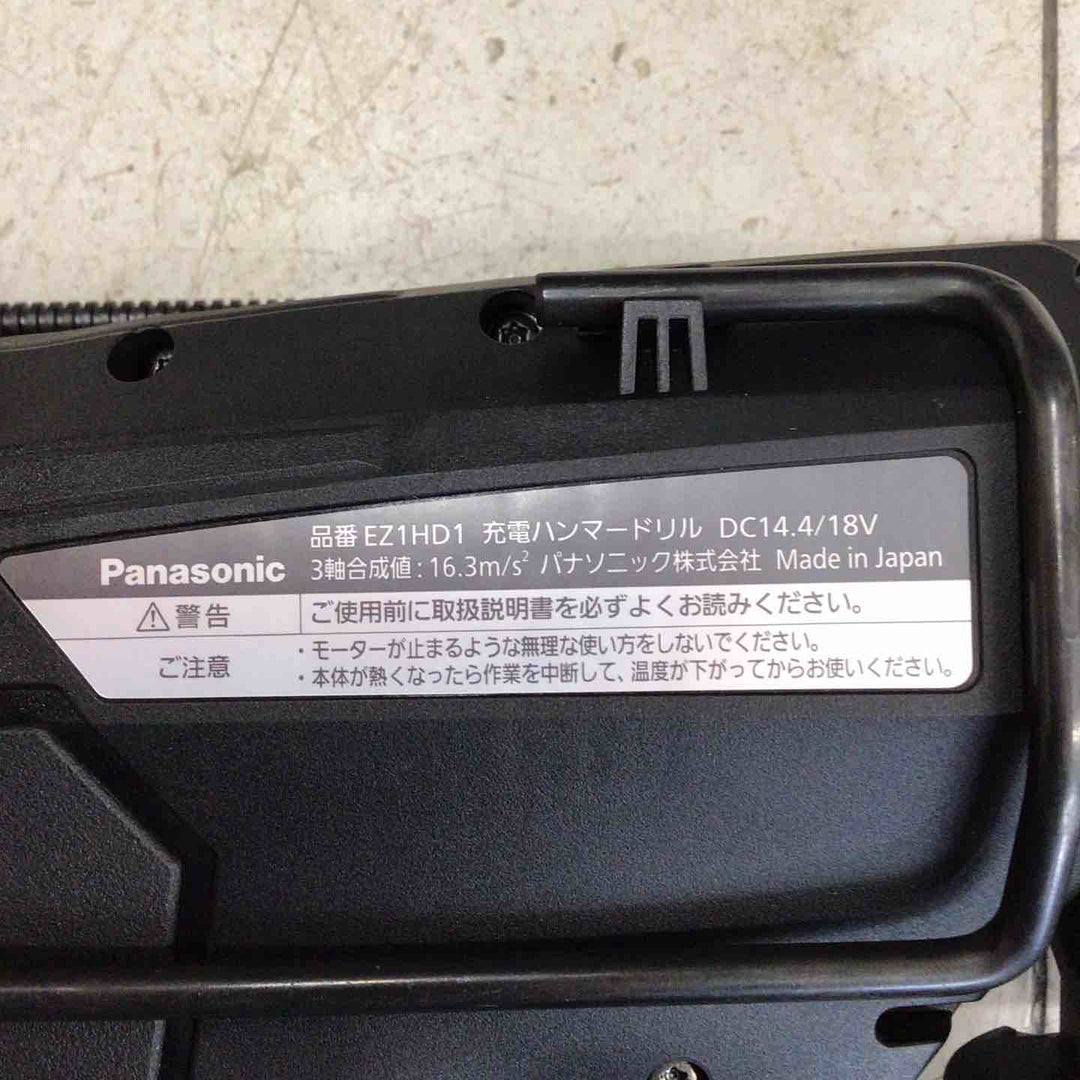 品番 EZ1HD1 充電ハンマードリル DC14.4/18V
Panasonic 3軸合成値:16.3m/s² パナソニック株式会社 Made in Japan
⚠警告 ご使用前に取扱説明書を必ずよくお読みください。
ご注意
・モーターが止まるような無理な使い方をしないでください。
・本体が熱くなったら作業を中断して、温度が下がってからお使いください。